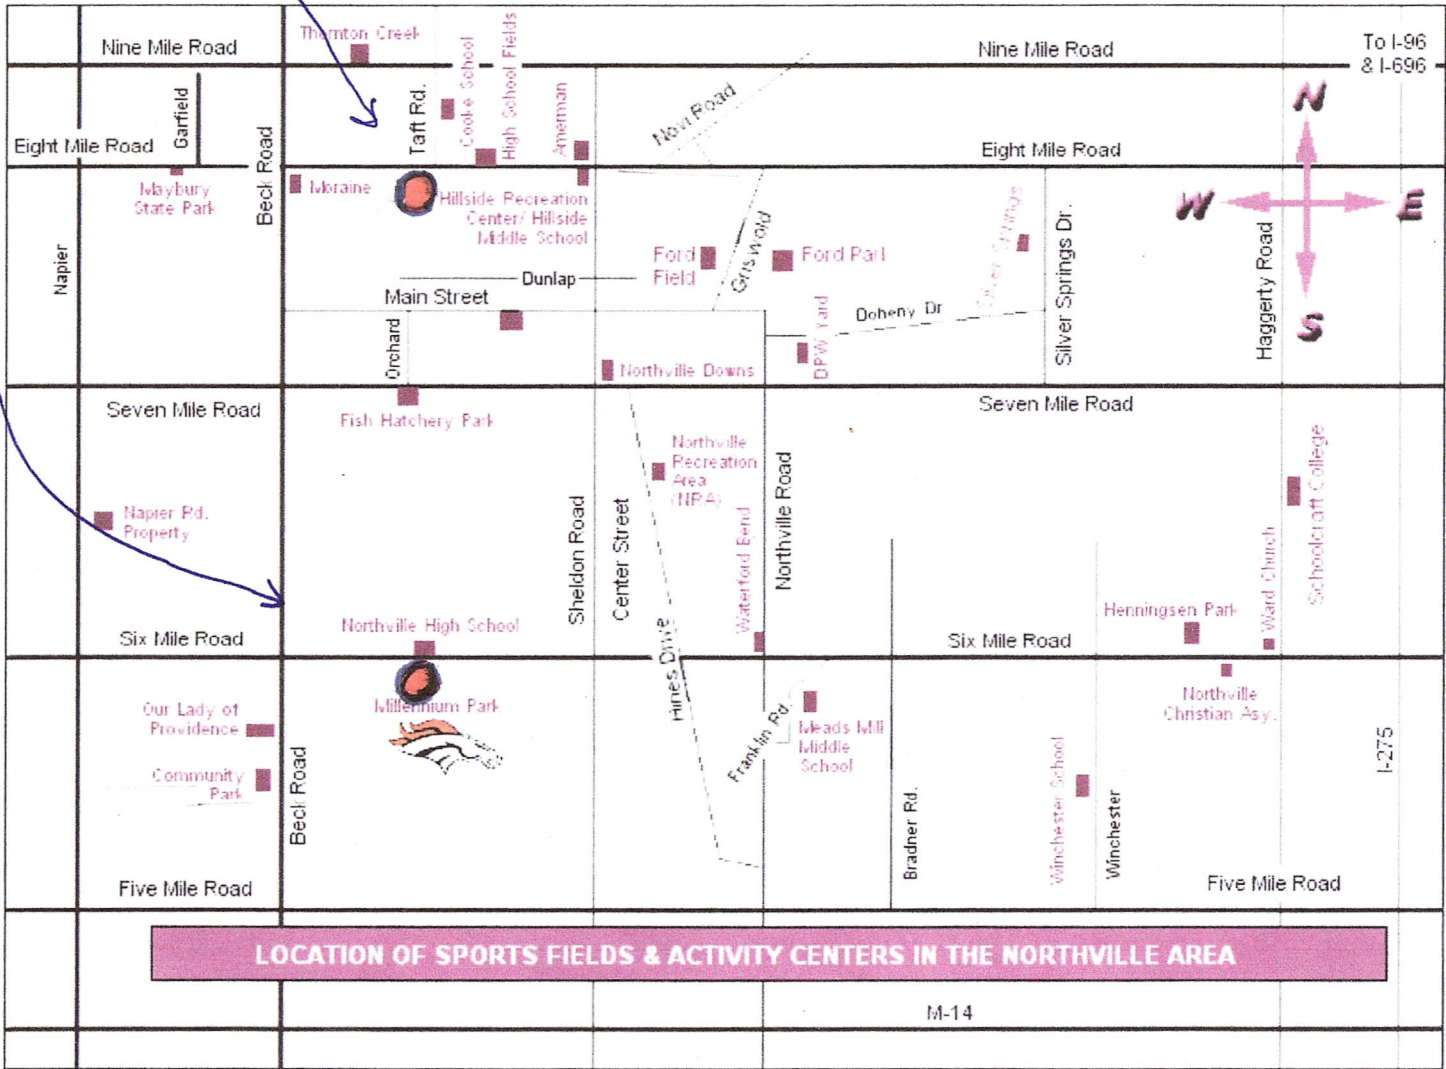 Thornton Creek
Nine Mile Road
Nine Mile Road
To I-96
& I-696
Garfield
Taft Rd.
Cooke School
High School Fields
Amerman
Novi Road
N
Eight Mile Road
Eight Mile Road
Maybury
State Park
Beck Road
Moraine
Hillside Recreation
Center/ Hillside
Middle School
W
E
Napier
Ford
Field
Griswold
Ford Park
Silver Springs
Silver Springs Dr.
Haggerty Road
Dunlap
Main Street
Doheny Dr
S
Orchard
DPW Yard
Northville Downs
Seven Mile Road
Seven Mile Road
Fish Hatchery Park
Northville
Recreation
Area
(NRA)
Northville Road
Schoolcraft College
Napier Rd.
Property
Sheldon Road
Center Street
Waterford Bend
Ward Church
Henningsen Park
Northville High School
Six Mile Road
Six Mile Road
Hines Drive
Millennium Park
Our Lady of
Providence
Franklin Rd.
Meads Mill
Middle
School
Northville
Christian Asy.
I-275
Community
Park
Beck Road
Bradner Rd.
Winchester School
Winchester
Five Mile Road
Five Mile Road
LOCATION OF SPORTS FIELDS & ACTIVITY CENTERS IN THE NORTHVILLE AREA
M-14